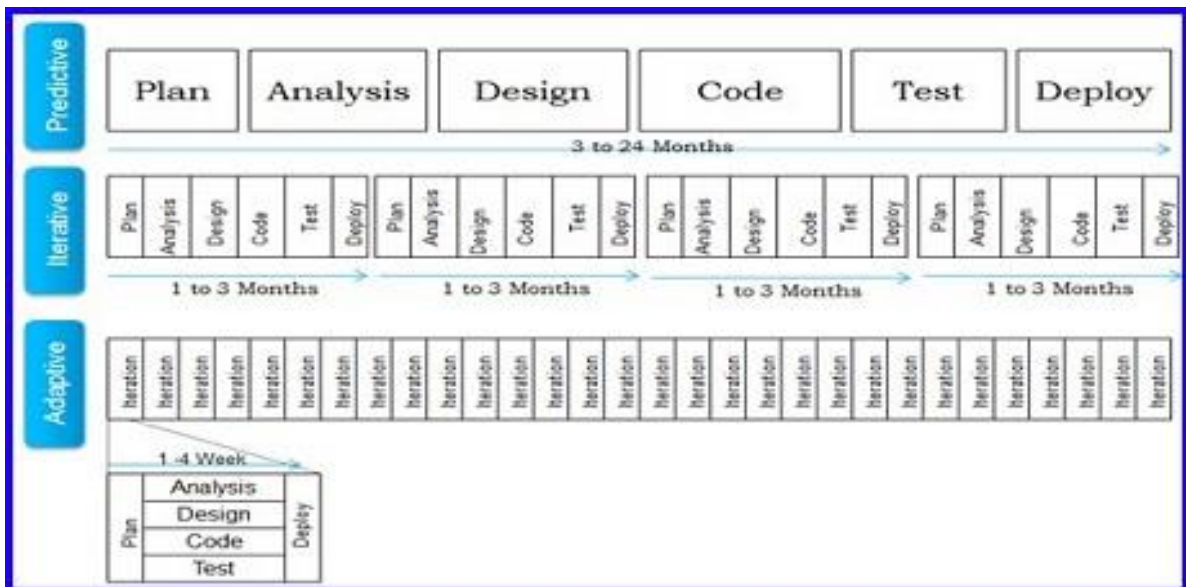 Predictive
Plan Analysis Design Code Test Deploy
3 to 24 Months
Iterative
Plan Analysis Design Code Test Deploy Plan Analysis Design Code Test Deploy Plan Analysis Design Code Test Deploy Plan Analysis Design Code Test Deploy
1 to 3 Months 1 to 3 Months 1 to 3 Months 1 to 3 Months
Adaptive
Iteration Iteration Iteration Iteration Iteration Iteration Iteration Iteration Iteration Iteration Iteration Iteration Iteration Iteration Iteration Iteration Iteration Iteration Iteration Iteration Iteration Iteration Iteration Iteration Iteration Iteration Iteration Iteration Iteration Iteration
1 -4 Week
Plan
Analysis
Design
Code
Test
Deploy